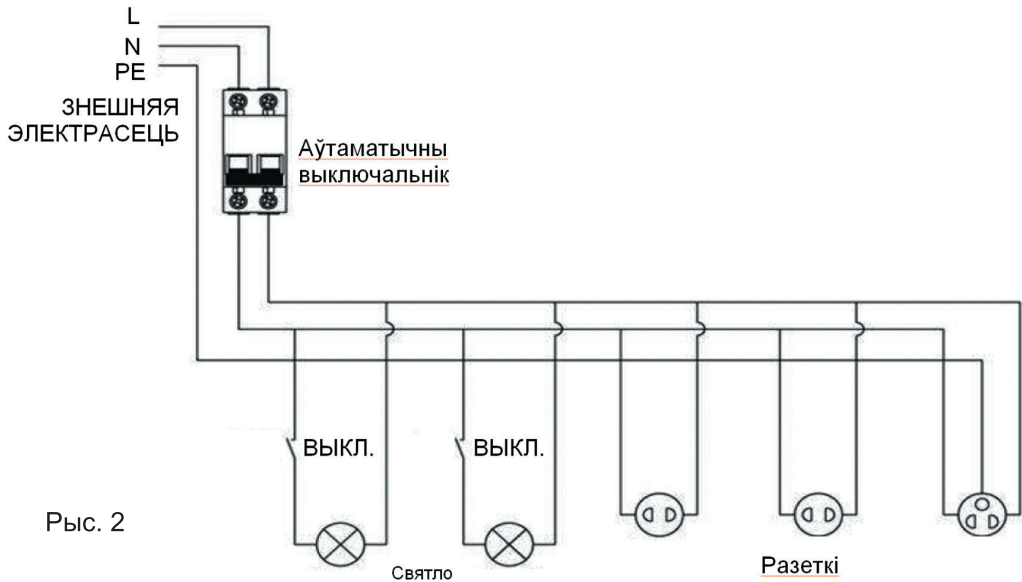 L
N
PE
ЗНЕШНЯЯ
ЭЛЕКТРАСЕЦЬ
Аўтаматычны
выключальнік
ВЫКЛ.
ВЫКЛ.
Рыс. 2
Святло
Разеткі